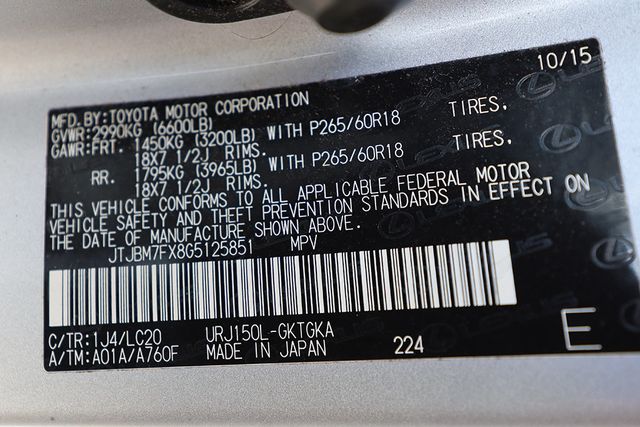 10/15
MFD.BY:TOYOTA MOTOR CORPORATION
GVWR:2990KG (6600LB)
GAWR:FRT. 1450KG (3200LB) WITH P265/60R18 TIRES,
18X7 1/2J RIMS.
RR. 1795KG (3965LB) WITH P265/60R18 TIRES,
18X7 1/2J RIMS.
THIS VEHICLE CONFORMS TO ALL APPLICABLE FEDERAL MOTOR
VEHICLE SAFETY AND THEFT PREVENTION STANDARDS IN EFFECT ON
THE DATE OF MANUFACTURE SHOWN ABOVE.
JTJBM7FX8G5125851 MPV
C/TR:1J4/LC20 URJ150L-GKTGKA
A/TM:A01A/A760F MADE IN JAPAN 224 E